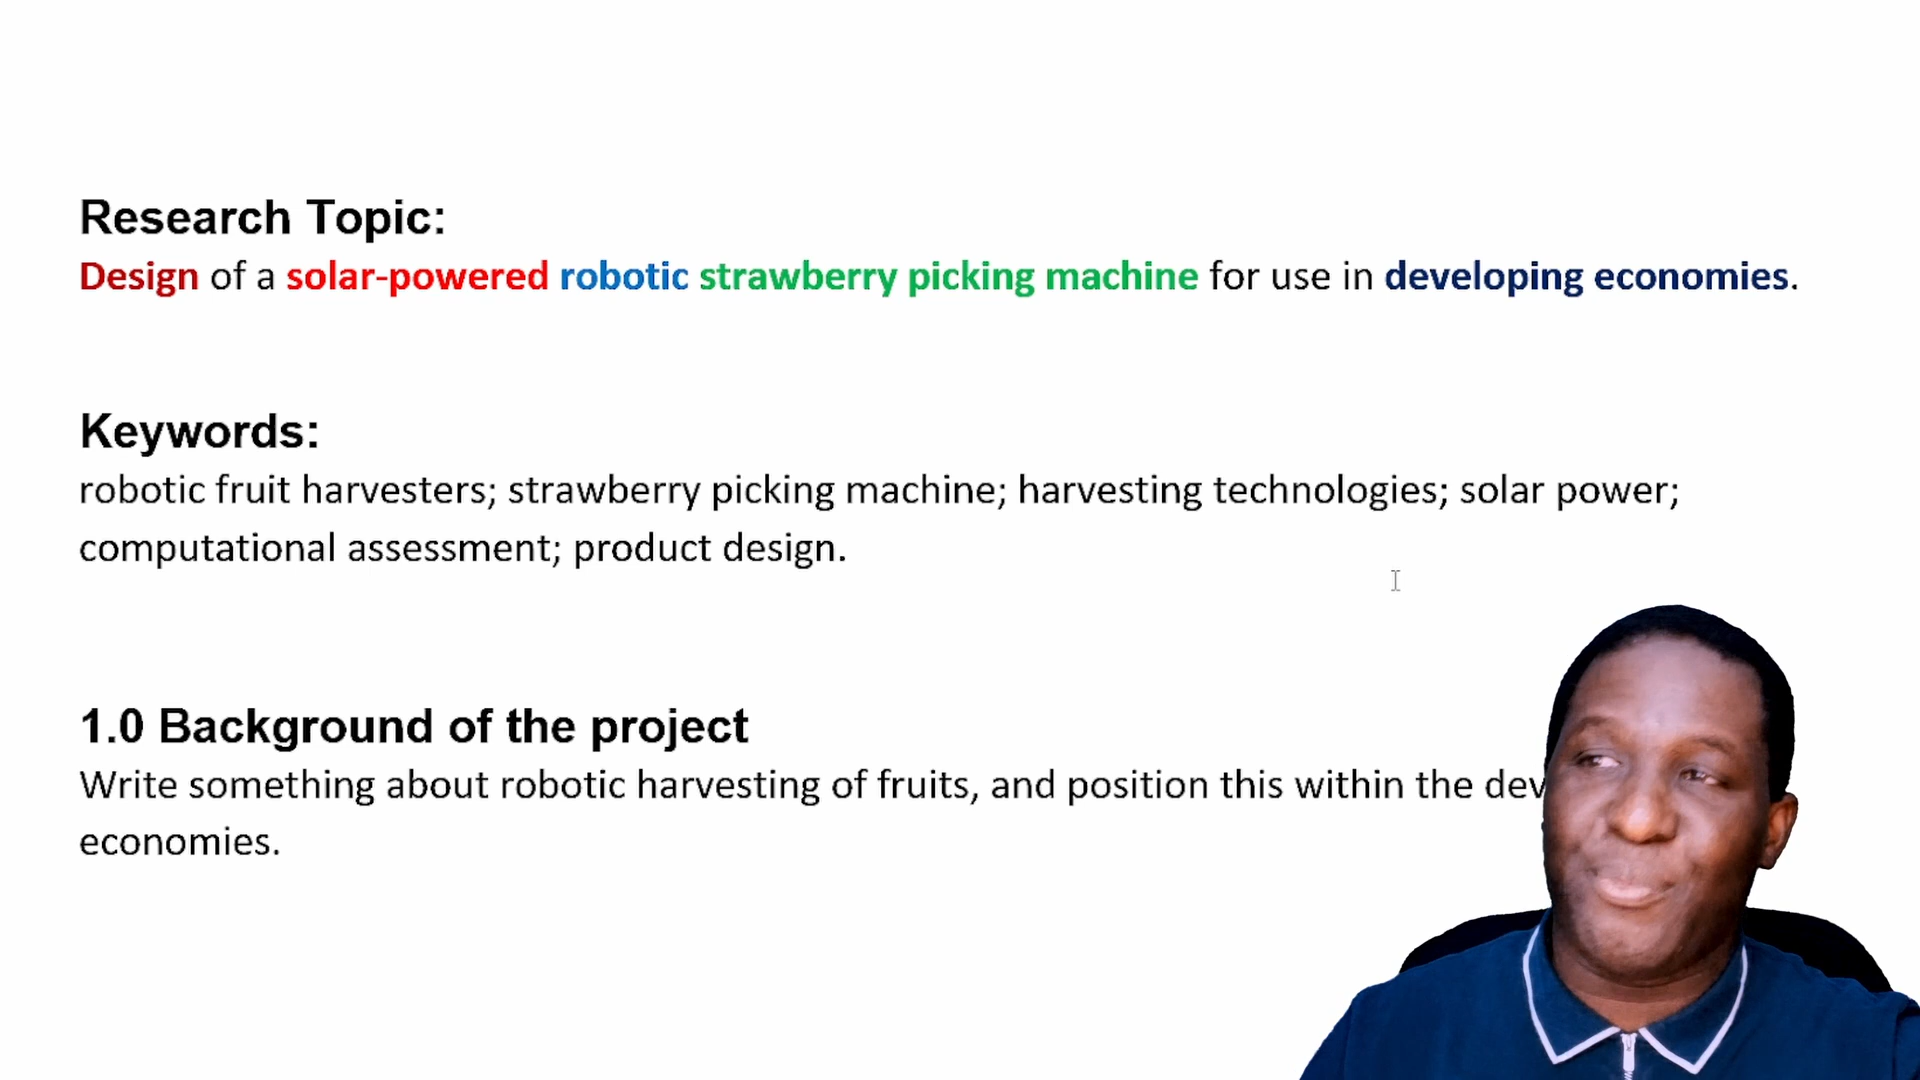 Research Topic:
Design of a solar-powered robotic strawberry picking machine for use in developing economies.
Keywords:
robotic fruit harvesters; strawberry picking machine; harvesting technologies; solar power;
computational assessment; product design.
1.0 Background of the project
Write something about robotic harvesting of fruits, and position this within the
economies.